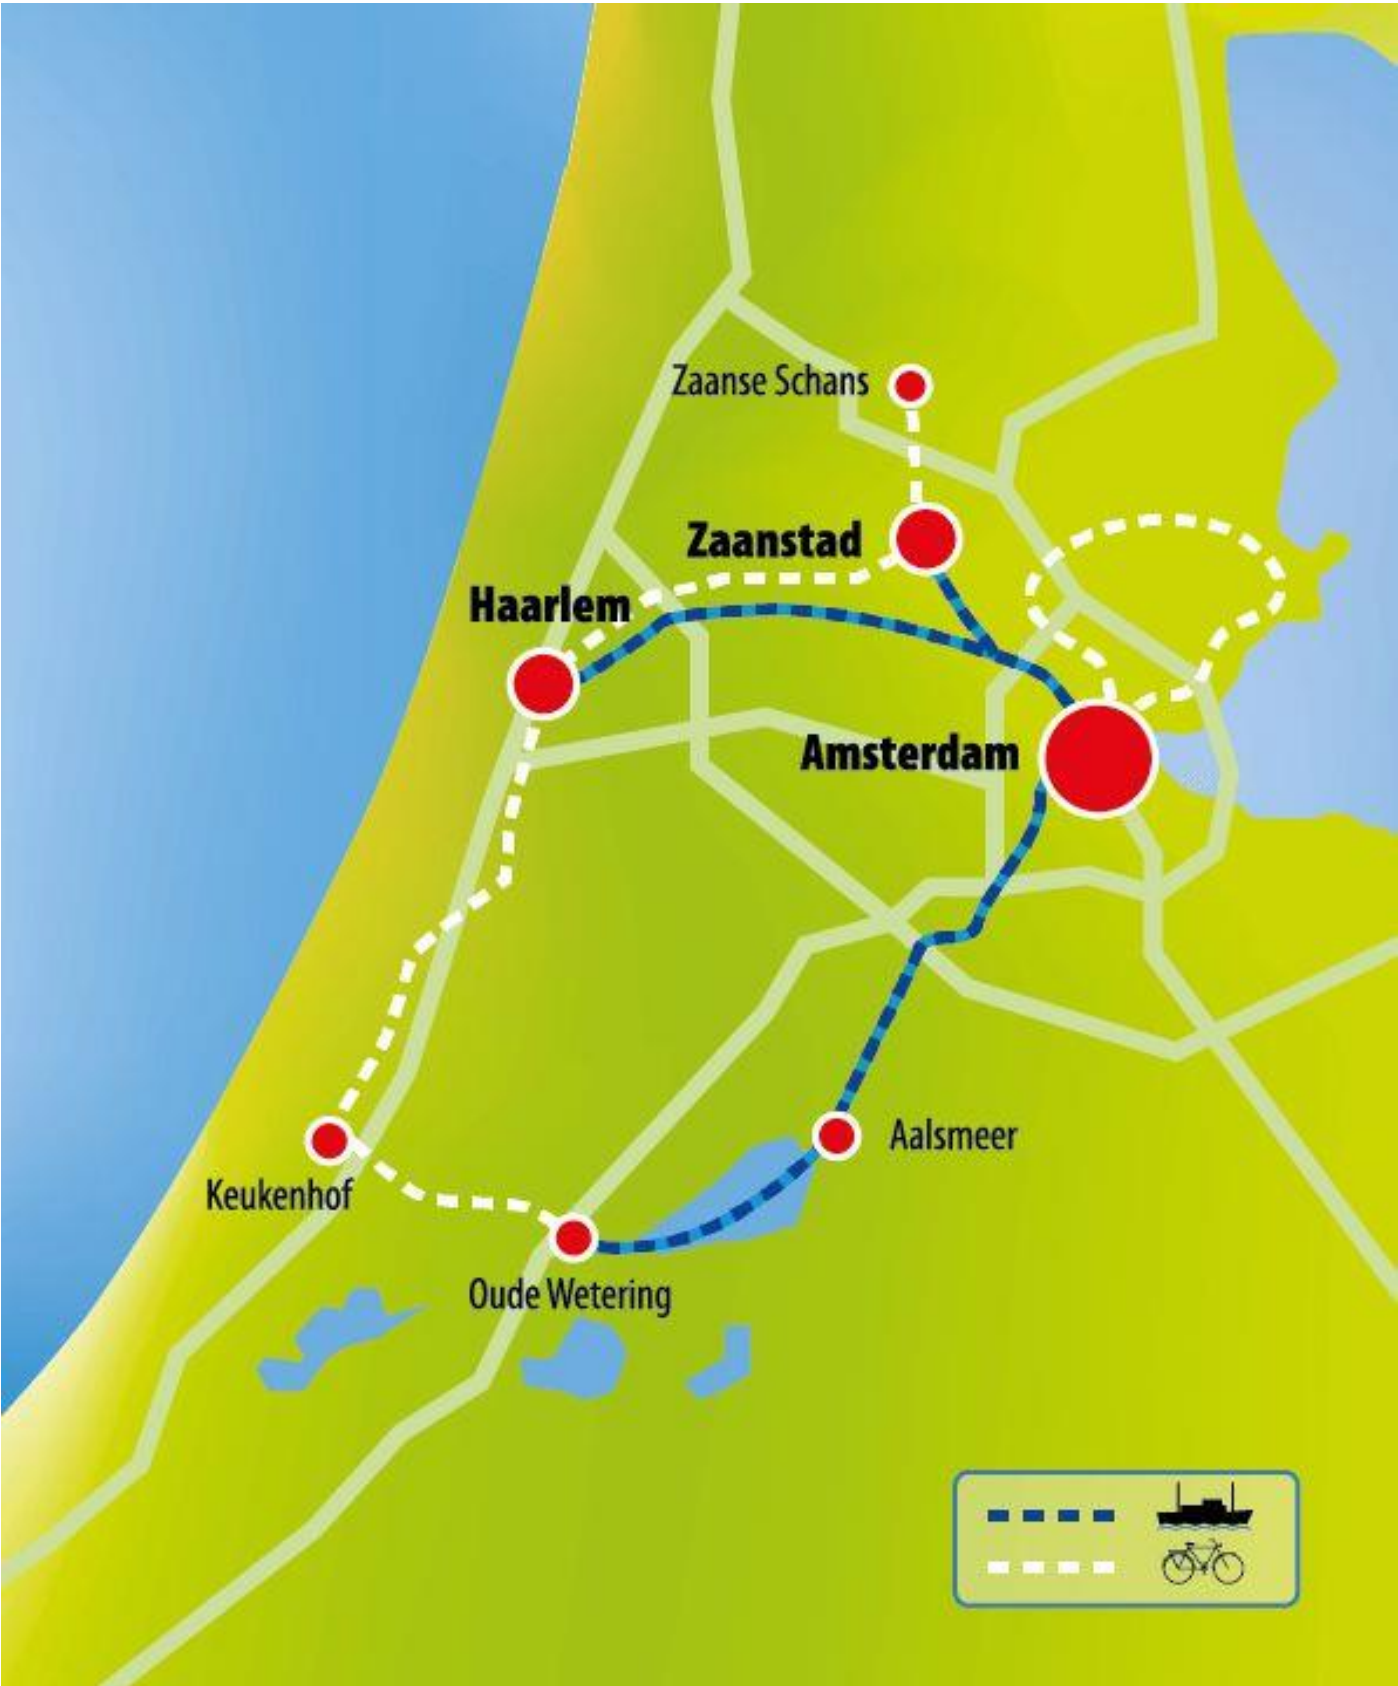 Zaanse Schans
Zaanstad
Haarlem
Amsterdam
Aalsmeer
Keukenhof
Oude Wetering